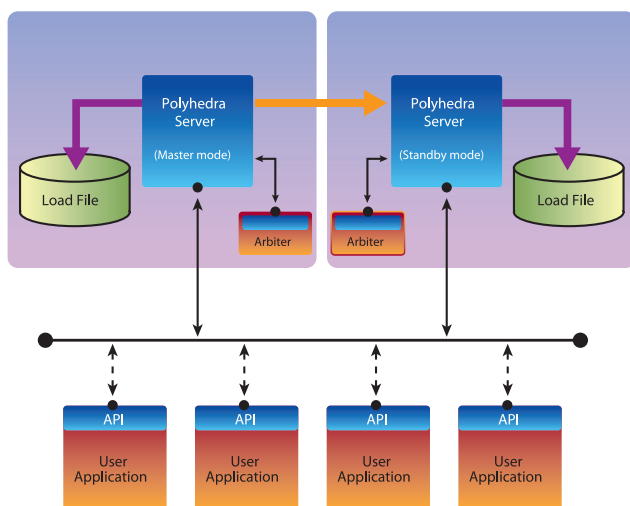 Polyhedra
Server
(Master mode)
Polyhedra
Server
(Standby mode)
Load File
Arbiter
Arbiter
Load File
API
API
API
API
User
Application
User
Application
User
Application
User
Application